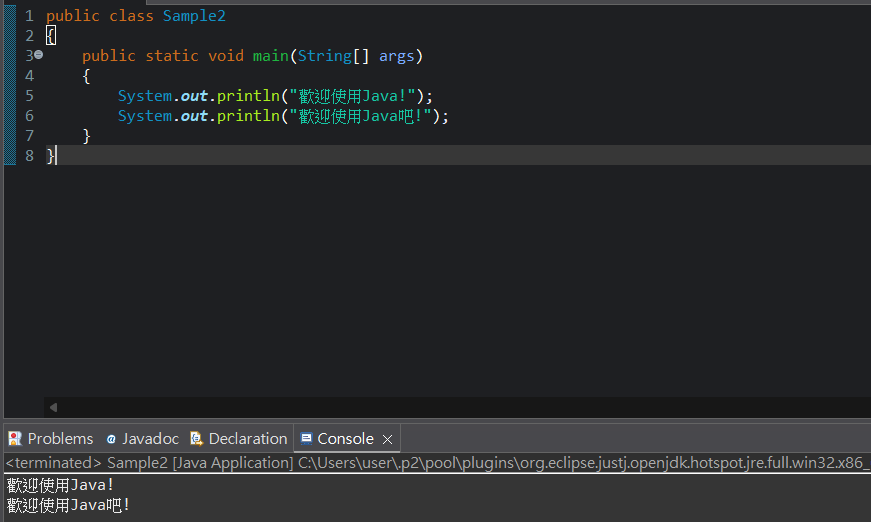 1 public class Sample2
2 {
3 public static void main(String[] args)
4 {
5 System.out.println("歡迎使用Java!");
6 System.out.println("歡迎使用Java吧!");
7 }
8 }
Problems @ Javadoc Declaration Console
<terminated> Sample2 [Java Application] C:\Users\user\.p2\pool\plugins\org.eclipse.justj.openjdk.hotspot.jre.full.win32.x86_
歡迎使用Java!
歡迎使用Java吧!